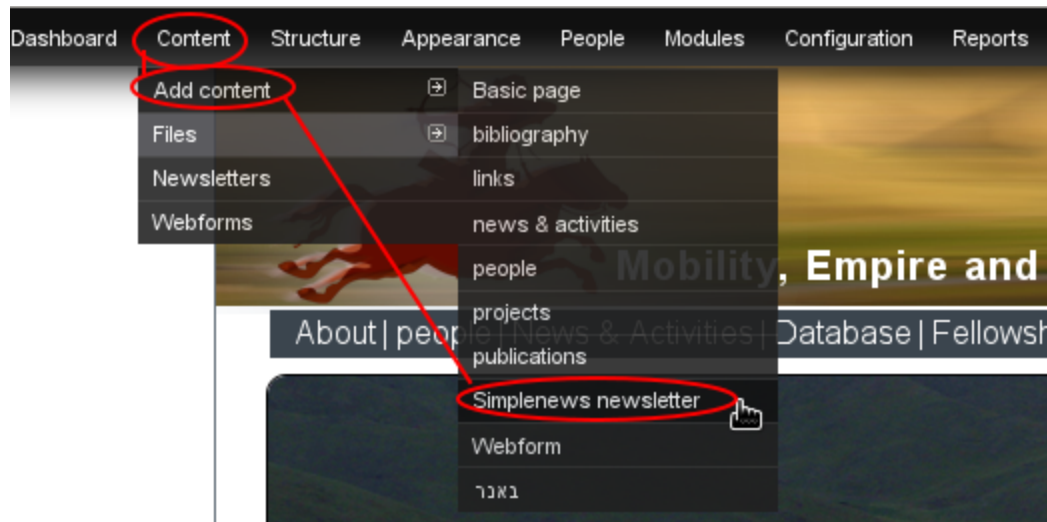 Dashboard Content Structure Appearance People Modules Configuration Reports
Add content
Files
Newsletters
Webforms
Basic page
bibliography
links
news & activities
people
projects
publications
Simplenews newsletter
Webform
באנר
Mobility, Empire and
About | people | News & Activities | Database | Fellowsh